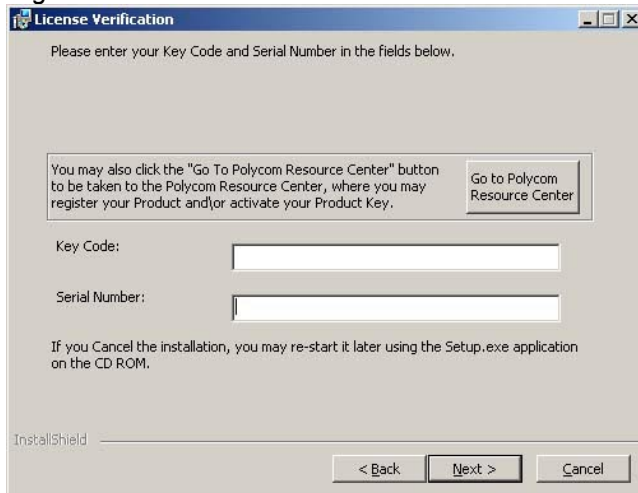 License Verification
Please enter your Key Code and Serial Number in the fields below.
You may also click the "Go To Polycom Resource Center" button
to be taken to the Polycom Resource Center, where you may
register your Product and\or activate your Product Key.
Go to Polycom
Resource Center
Key Code:
Serial Number:
If you Cancel the installation, you may re-start it later using the Setup.exe application
on the CD ROM.
InstallShield
< Back
Next >
Cancel